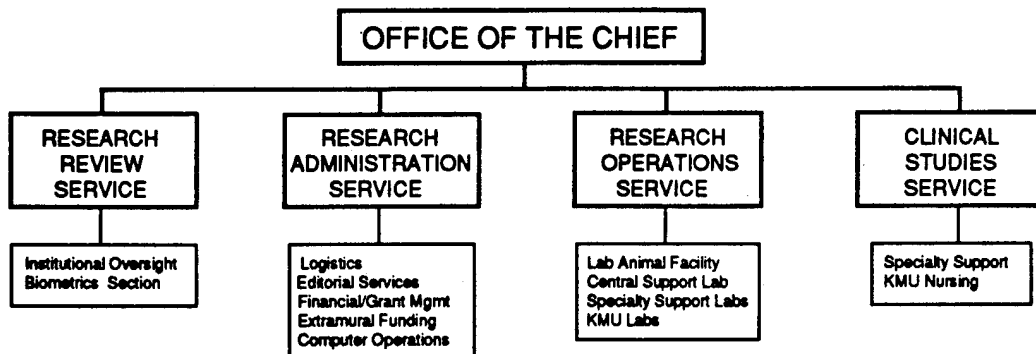 OFFICE OF THE CHIEF
RESEARCH
REVIEW
SERVICE
Institutional Oversight
Biometrics Section
RESEARCH
ADMINISTRATION
SERVICE
Logistics
Editorial Services
Financial/Grant Mgmt
Extramural Funding
Computer Operations
RESEARCH
OPERATIONS
SERVICE
Lab Animal Facility
Central Support Lab
Specialty Support Labs
KMU Labs
CLINICAL
STUDIES
SERVICE
Specialty Support
KMU Nursing